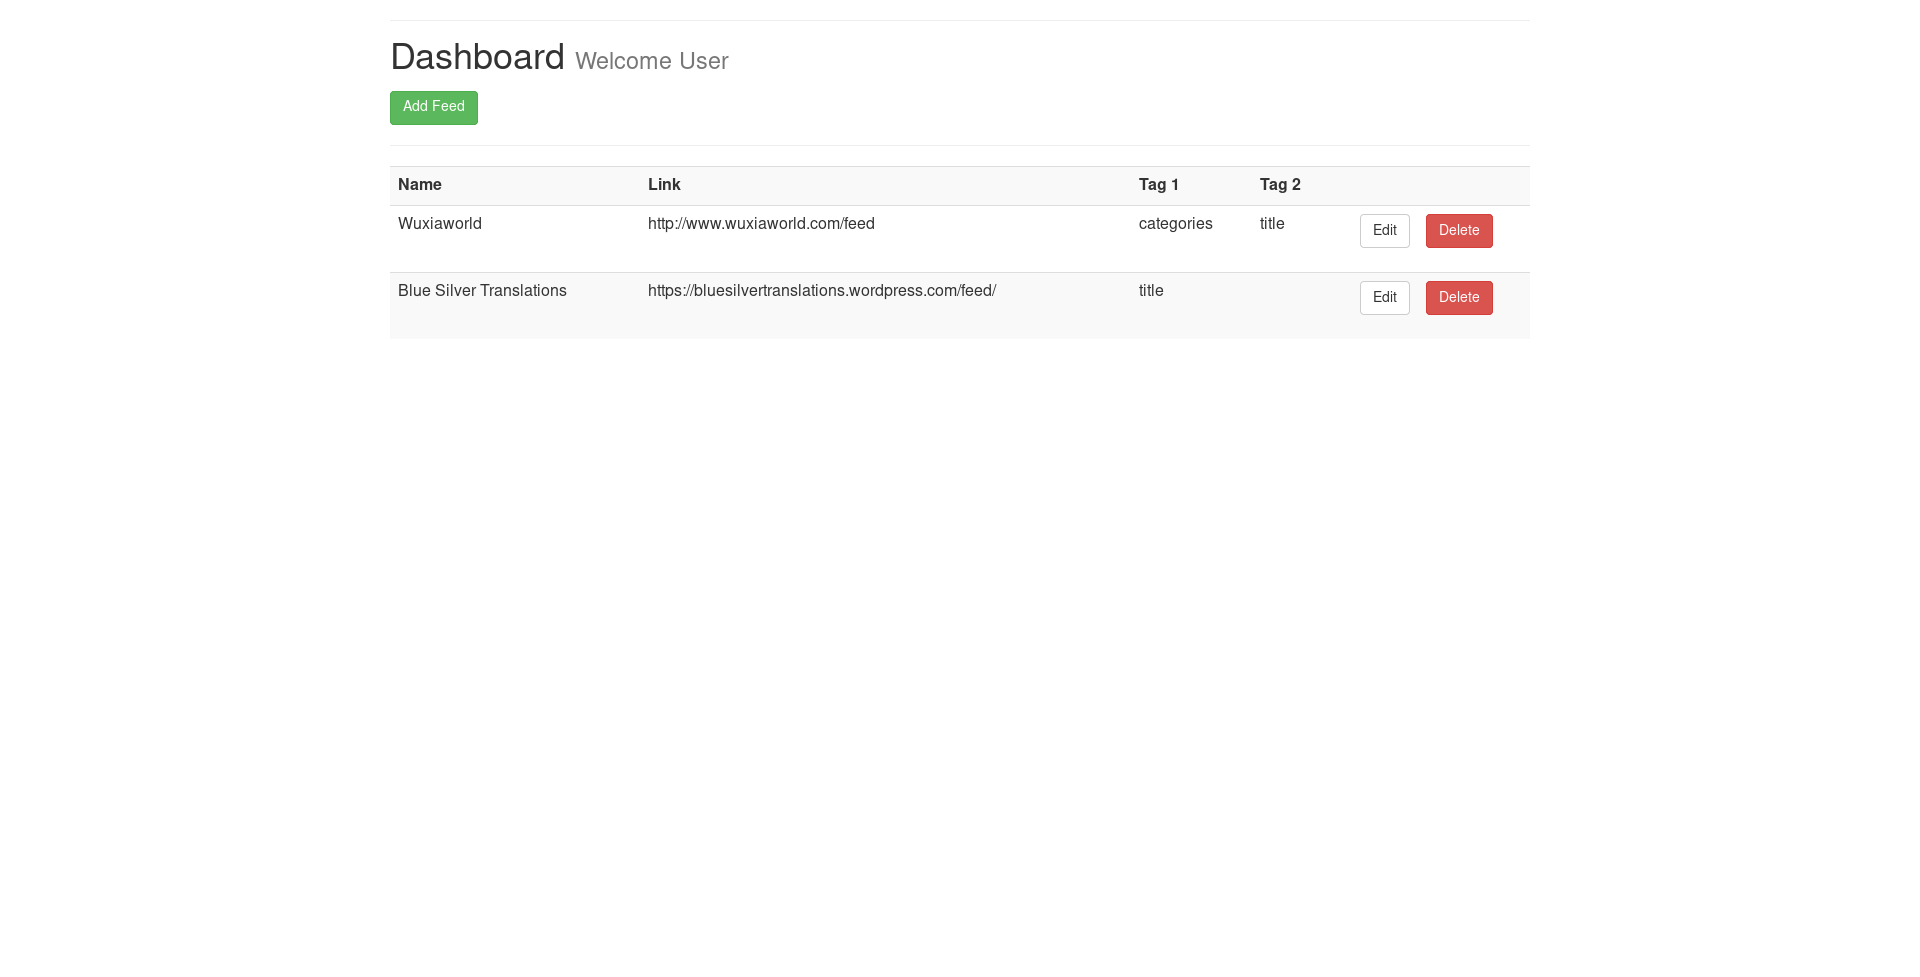 Dashboard Welcome User
Add Feed
Name Link Tag 1 Tag 2
Wuxiaworld http://www.wuxiaworld.com/feed categories title Edit Delete
Blue Silver Translations https://bluesilvertranslations.wordpress.com/feed/ title Edit Delete